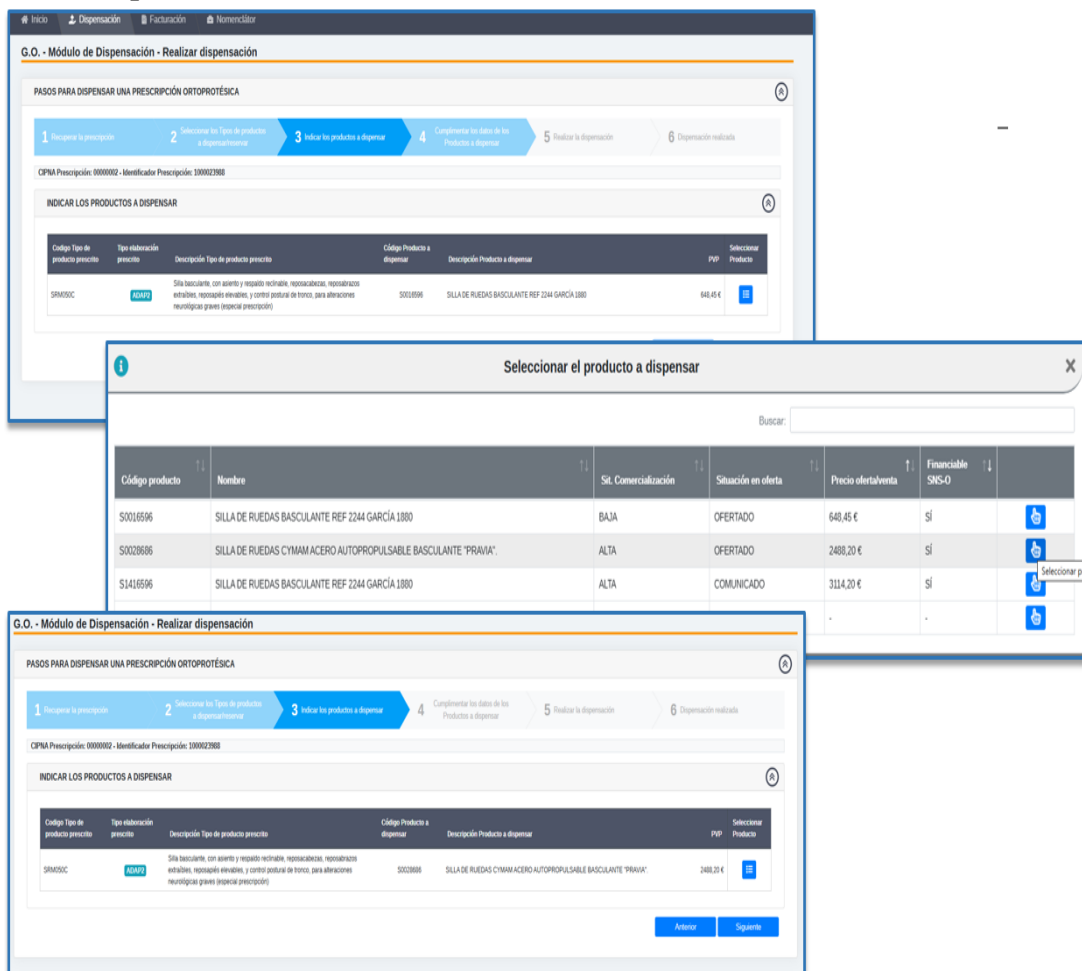 Inicio Dispensación Facturación Nomenclátor
G.O. - Módulo de Dispensación - Realizar dispensación
PASOS PARA DISPENSAR UNA PRESCRIPCIÓN ORTOPROTÉSICA
1 Recuperar la prescripción
2 Seleccionar los Tipos de productos
a dispensar/reservar
3 Indicar los productos a dispensar
4 Cumplimentar los datos de los
Productos a dispensar
5 Realizar la dispensación
6 Dispensación realizada
CIPNA Prescripción: 00000002 - Identificador Prescripción: 1000023988
INDICAR LOS PRODUCTOS A DISPENSAR
Codigo Tipo de
producto prescrito
Tipo elaboración
prescrito
Descripción Tipo de producto prescrito
Código Producto a
dispensar
Descripción Producto a dispensar
PVP
Seleccionar
Producto
SRM050C
ADAP2
Silla basculante, con asiento y respaldo reclinable, reposacabezas, reposabrazos
extraíbles, reposapiés elevables, y control postural de tronco, para alteraciones
neurológicas graves (especial prescripción)
S0016596
SILLA DE RUEDAS BASCULANTE REF 2244 GARCÍA 1880
648,45 €
Seleccionar el producto a dispensar
Buscar:
Código producto Nombre Sit. Comercialización Situación en oferta Precio oferta/venta Financiable
SNS-O
S0016596 SILLA DE RUEDAS BASCULANTE REF 2244 GARCÍA 1880 BAJA OFERTADO 648,45 € SÍ
S0028686 SILLA DE RUEDAS CYMAM ACERO AUTOPROPULSABLE BASCULANTE "PRAVIA". ALTA OFERTADO 2488,20 € SÍ
Seleccionar p
S1416596 SILLA DE RUEDAS BASCULANTE REF 2244 GARCÍA 1880 ALTA COMUNICADO 3114,20 € SÍ
- -
G.O. - Módulo de Dispensación - Realizar dispensación
PASOS PARA DISPENSAR UNA PRESCRIPCIÓN ORTOPROTÉSICA
1 Recuperar la prescripción
2 Seleccionar los Tipos de productos
a dispensar/reservar
3 Indicar los productos a dispensar
4 Cumplimentar los datos de los
Productos a dispensar
5 Realizar la dispensación
6 Dispensación realizada
CIPNA Prescripción: 00000002 - Identificador Prescripción: 1000023988
INDICAR LOS PRODUCTOS A DISPENSAR
Codigo Tipo de
producto prescrito
Tipo elaboración
prescrito
Descripción Tipo de producto prescrito
Código Producto a
dispensar
Descripción Producto a dispensar
PVP
Seleccionar
Producto
SRM050C
ADAP2
Silla basculante, con asiento y respaldo reclinable, reposacabezas, reposabrazos
extraíbles, reposapiés elevables, y control postural de tronco, para alteraciones
neurológicas graves (especial prescripción)
S0028686
SILLA DE RUEDAS CYMAM ACERO AUTOPROPULSABLE BASCULANTE "PRAVIA".
2488,20 €
Anterior Siguiente